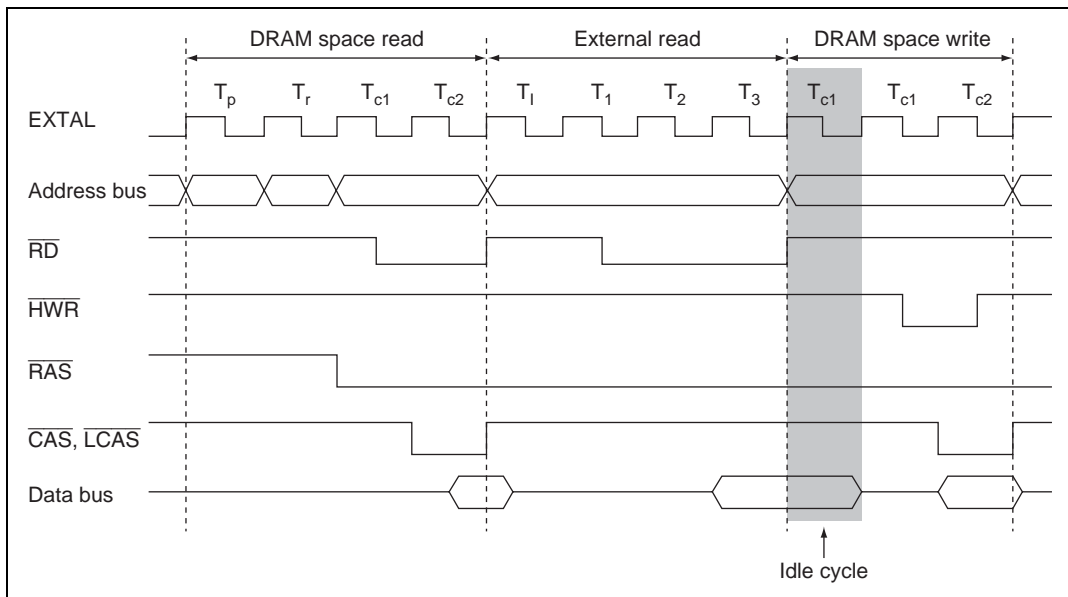 DRAM space read External read DRAM space write
Tp Tr Tc1 Tc2 TI T1 T2 T3 Tc1 Tc1 Tc2
EXTAL
Address bus
RD
HWR
RAS
CAS, LCAS
Data bus
Idle cycle